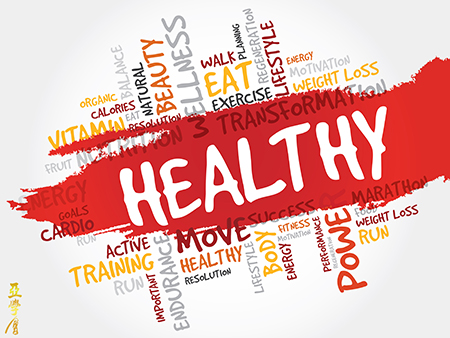 WALK
PLANNING
REGENERATION
LIFESTYLE
ENERGY
MOTIVATION
WEIGHT LOSS
BALANCE
NATURAL
BEAUTY
WELLNESS
EAT
EXERCISE
ORGANIC
CALORIES
VITAMIN
EAT
RESOLUTION
3
TRANSFORMATION
FRUIT
NUTRITION
HEALTHY
ENERGY
GOALS
CARDIO
RUN
ACTIVE
TRAINING
RUN
IMPORTANT
ENDURANCE
MOVE
HEALTHY
RESOLUTION
SUCCESS
LIFESTYLE
BODY
ENERGY
FITNESS
MOTIVATION
PERFORMANCE
POWER
MARATHON
FOOD
WEIGHT LOSS
RUN